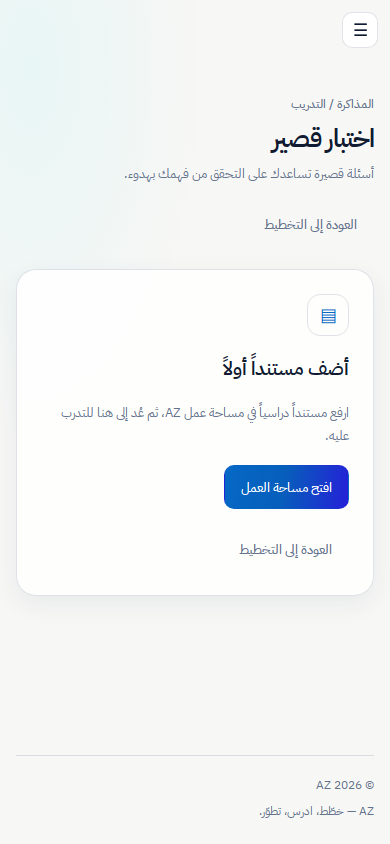 المذاكرة / التدريب
اختبار قصير
أسئلة قصيرة تساعدك على التحقق من فهمك بهدوء.
العودة إلى التخطيط
أضف مستنداً أولاً
ارفع مستنداً دراسياً في مساحة عمل AZ، ثم عُد إلى هنا للتدرب
عليه.
افتح مساحة العمل
العودة إلى التخطيط
© 2026 AZ
AZ — خطّط، ادرس، تطوّر.